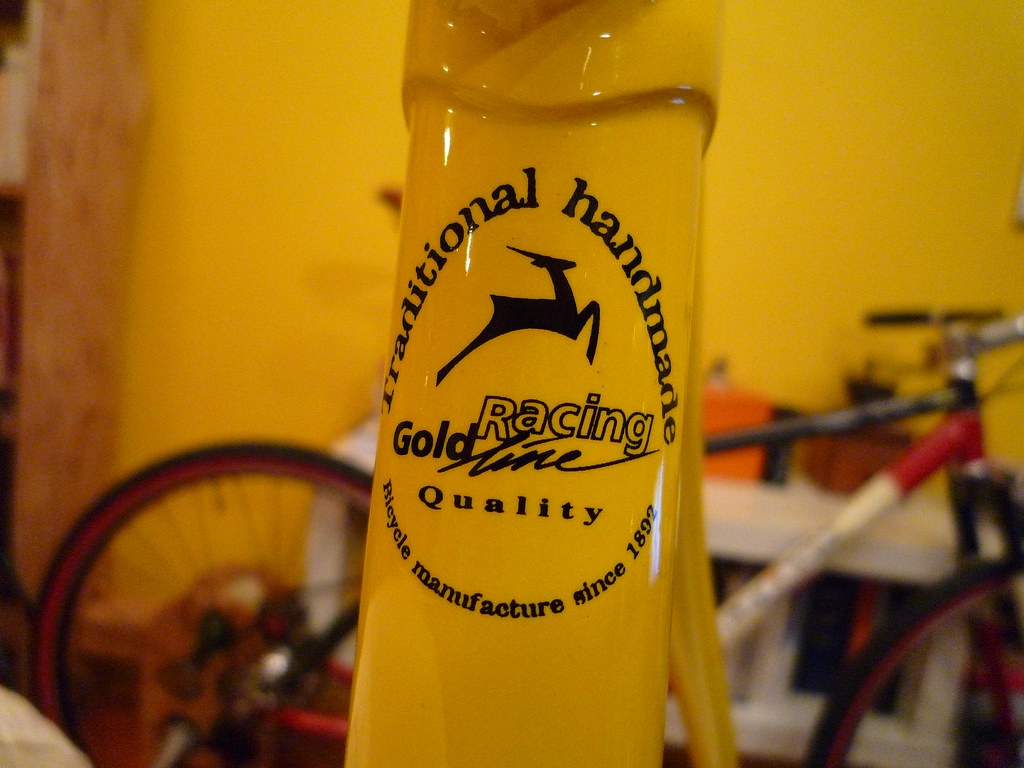 Traditional handmade
Racing
Gold line
Quality
Bicycle manufacture since 1892